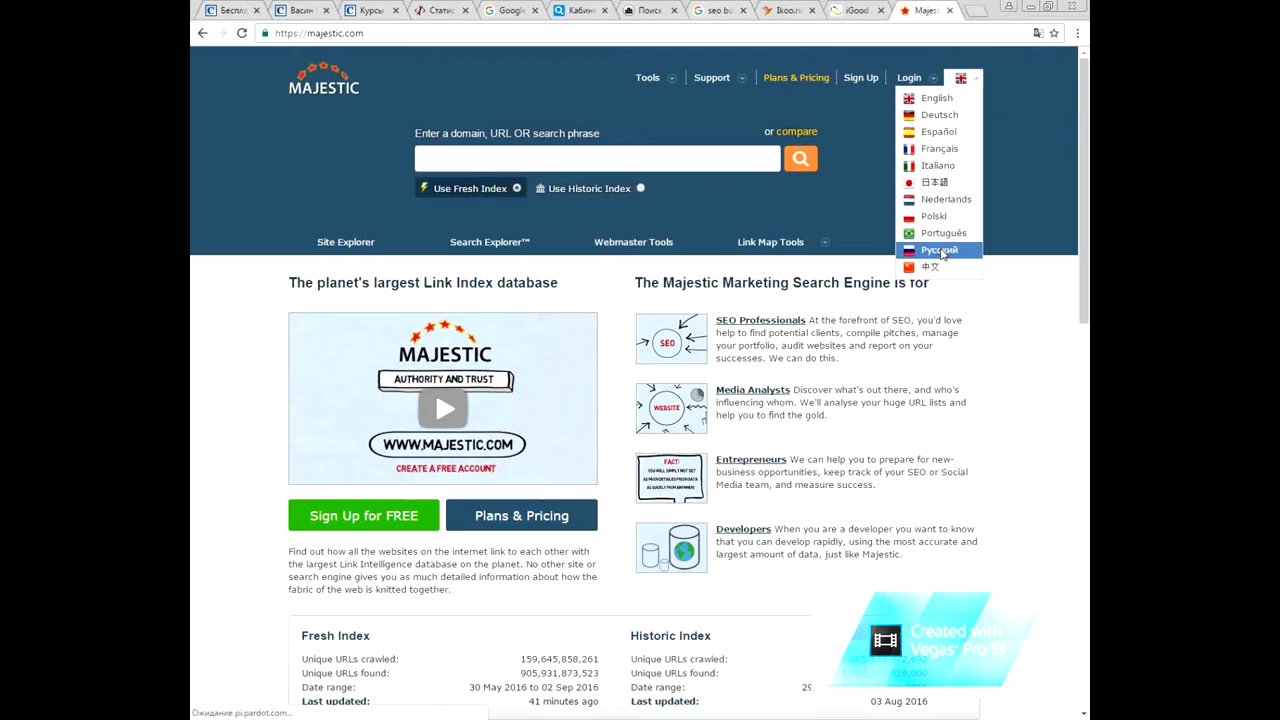 Беспла
Васин
Курсы
Статис
Google
Кабин
Поиск
seo bu
Ikoo.ru
iGood
Majest
https://majestic.com
MAJESTIC
Tools
Support
Plans & Pricing
Sign Up
Login
English
Deutsch
Español
Français
Italiano
日本語
Nederlands
Polski
Português
Русский
中文
Enter a domain, URL OR search phrase
or compare
Use Fresh Index
Use Historic Index
Site Explorer
Search Explorer™
Webmaster Tools
Link Map Tools
The planet's largest Link Index database
MAJESTIC
AUTHORITY AND TRUST
WWW.MAJESTIC.COM
CREATE A FREE ACCOUNT
Sign Up for FREE
Plans & Pricing
Find out how all the websites on the internet link to each other with
the largest Link Intelligence database on the planet. No other site or
search engine gives you as much detailed information about how the
fabric of the web is knitted together.
The Majestic Marketing Search Engine is for
SEO
SEO Professionals At the forefront of SEO, you'd love
help to find potential clients, compile pitches, manage
your portfolio, audit websites and report on your
successes. We can do this.
WEBSITE
Media Analysts Discover what's out there, and who's
influencing whom. We'll analyse your huge URL lists and
help you to find the gold.
FACT:
YOU WILL SIMPLY NOT GET
AS MUCH DETAILED FRESH DATA
AS QUICKLY FROM ANYWHERE
Entrepreneurs We can help you to prepare for new-
business opportunities, keep track of your SEO or Social
Media team, and measure success.
Developers When you are a developer you want to know
that you can develop rapidly, using the most accurate and
largest amount of data, just like Majestic.
Fresh Index
Unique URLs crawled: 159,645,858,261
Unique URLs found: 905,931,873,523
Date range: 30 May 2016 to 02 Sep 2016
Last updated: 41 minutes ago
Historic Index
Unique URLs crawled:
Unique URLs found:
Date range: 29
Last updated: 03 Aug 2016
Created with
Vegas Pro 13
Ожидание pi.pardot.com...